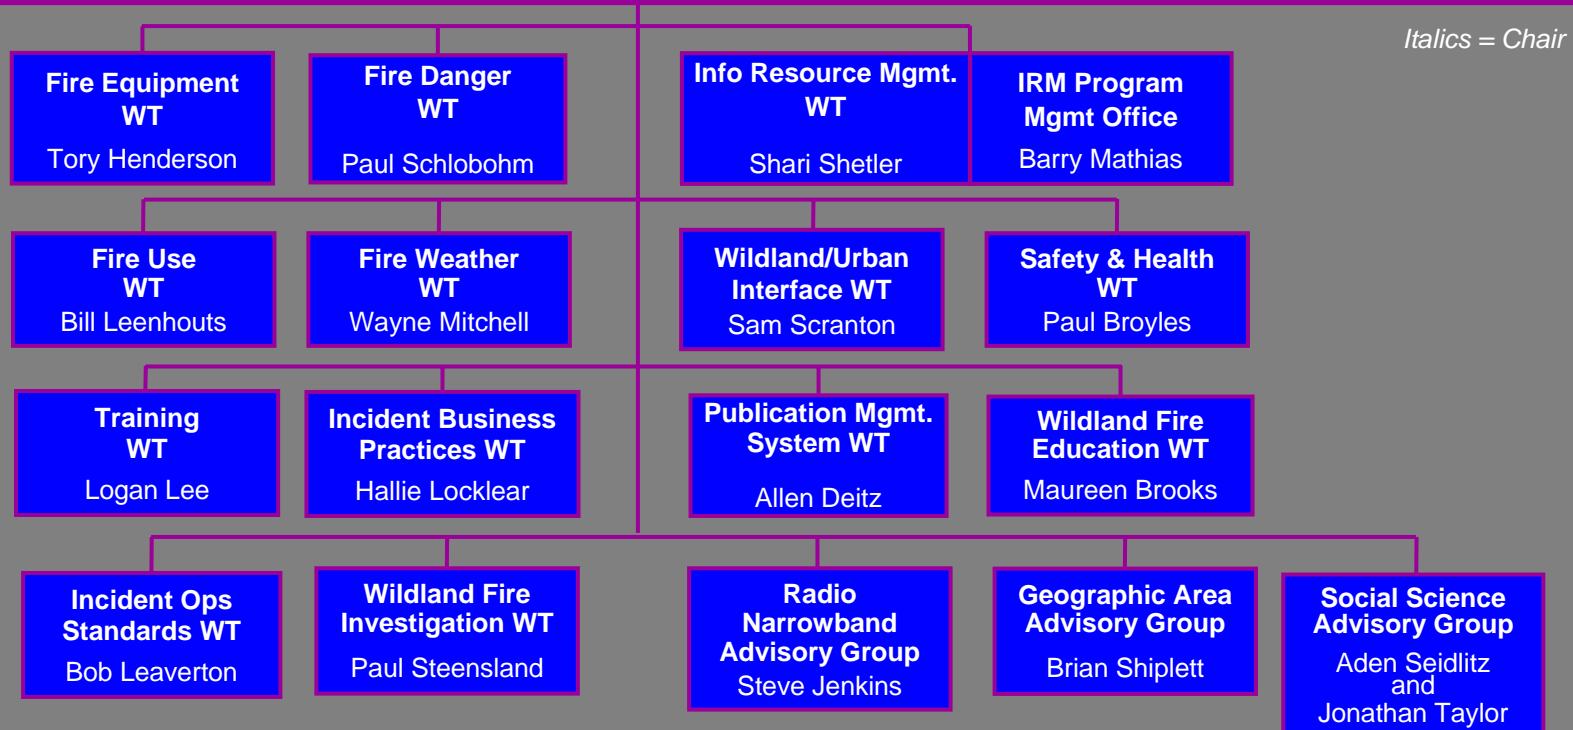 Italics = Chair
Fire Equipment
WT
Tory Henderson
Fire Danger
WT
Paul Schlobohm
Info Resource Mgmt.
WT
Shari Shetler
IRM Program
Mgmt Office
Barry Mathias
Fire Use
WT
Bill Leenhouts
Fire Weather
WT
Wayne Mitchell
Wildland/Urban
Interface WT
Sam Scranton
Safety & Health
WT
Paul Broyles
Training
WT
Logan Lee
Incident Business
Practices WT
Hallie Locklear
Publication Mgmt.
System WT
Allen Deitz
Wildland Fire
Education WT
Maureen Brooks
Incident Ops
Standards WT
Bob Leaverton
Wildland Fire
Investigation WT
Paul Steensland
Radio
Narrowband
Advisory Group
Steve Jenkins
Geographic Area
Advisory Group
Brian Shiplett
Social Science
Advisory Group
Aden Seidlitz
and
Jonathan Taylor